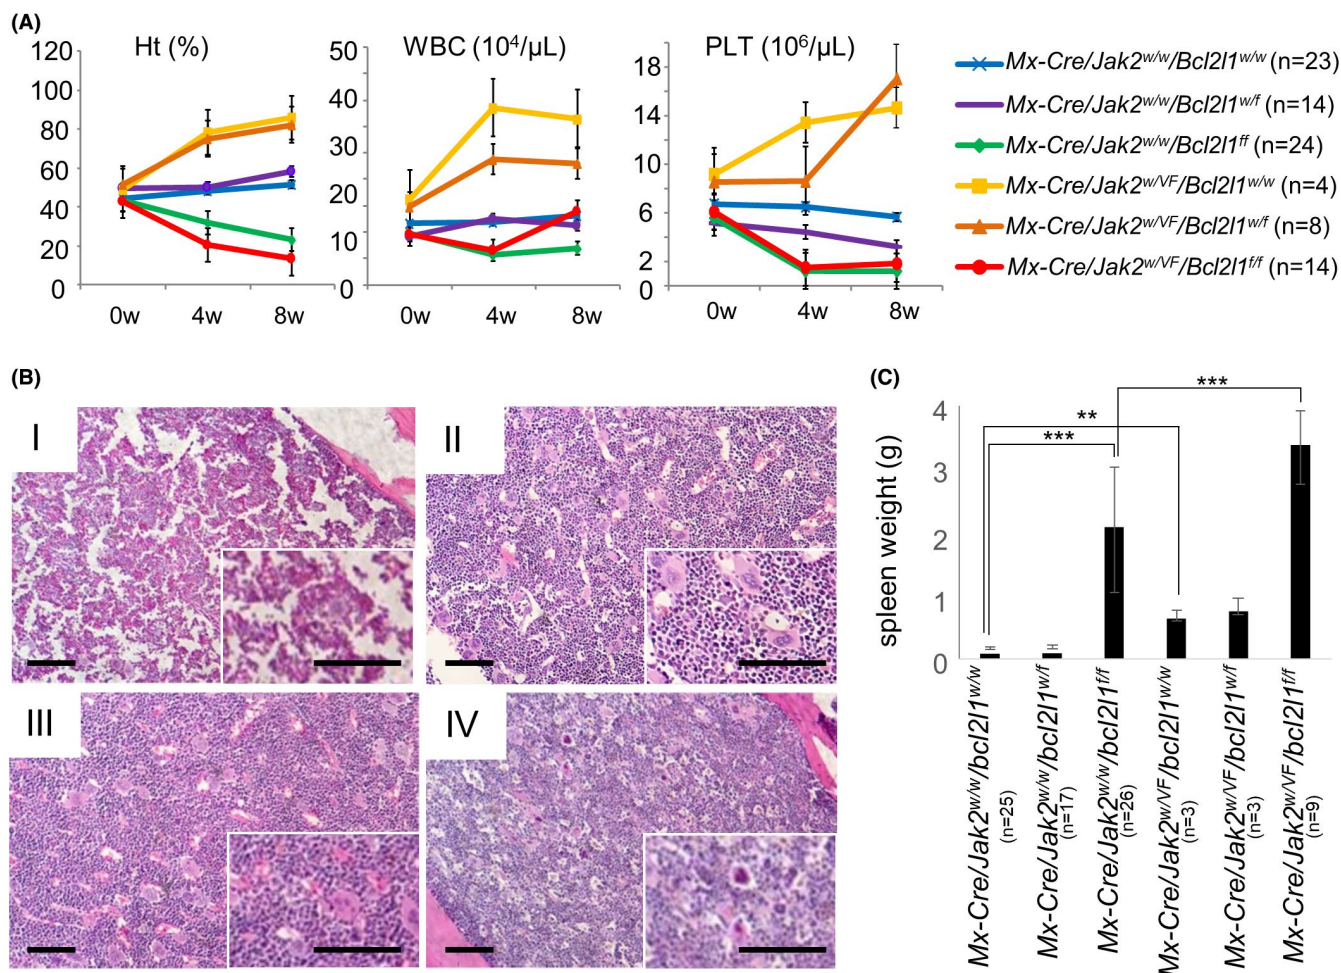 (A)
Ht (%)
120
100
80
60
40
20
0
0w 4w 8w
WBC (10⁴/µL)
50
40
30
20
10
0
0w 4w 8w
PLT (10⁶/µL)
18
14
10
6
2
0
0w 4w 8w
Mx-Cre/Jak2w/w/Bcl2l1w/w (n=23)
Mx-Cre/Jak2w/w/Bcl2l1w/f (n=14)
Mx-Cre/Jak2w/w/Bcl2l1ff (n=24)
Mx-Cre/Jak2w/VF/Bcl2l1w/w (n=4)
Mx-Cre/Jak2w/VF/Bcl2l1w/f (n=8)
Mx-Cre/Jak2w/VF/Bcl2l1f/f (n=14)
(B)
I
II
III
IV
(C)
spleen weight (g)
4
3
2
1
0
***
**
***
Mx-Cre/Jak2w/w/bcl2l1w/w
(n=25)
Mx-Cre/Jak2w/w/bcl2l1w/f
(n=17)
Mx-Cre/Jak2w/w/bcl2l1f/f
(n=26)
Mx-Cre/Jak2w/VF/bcl2l1w/w
(n=3)
Mx-Cre/Jak2w/VF/bcl2l1w/f
(n=3)
Mx-Cre/Jak2w/VF/bcl2l1f/f
(n=9)